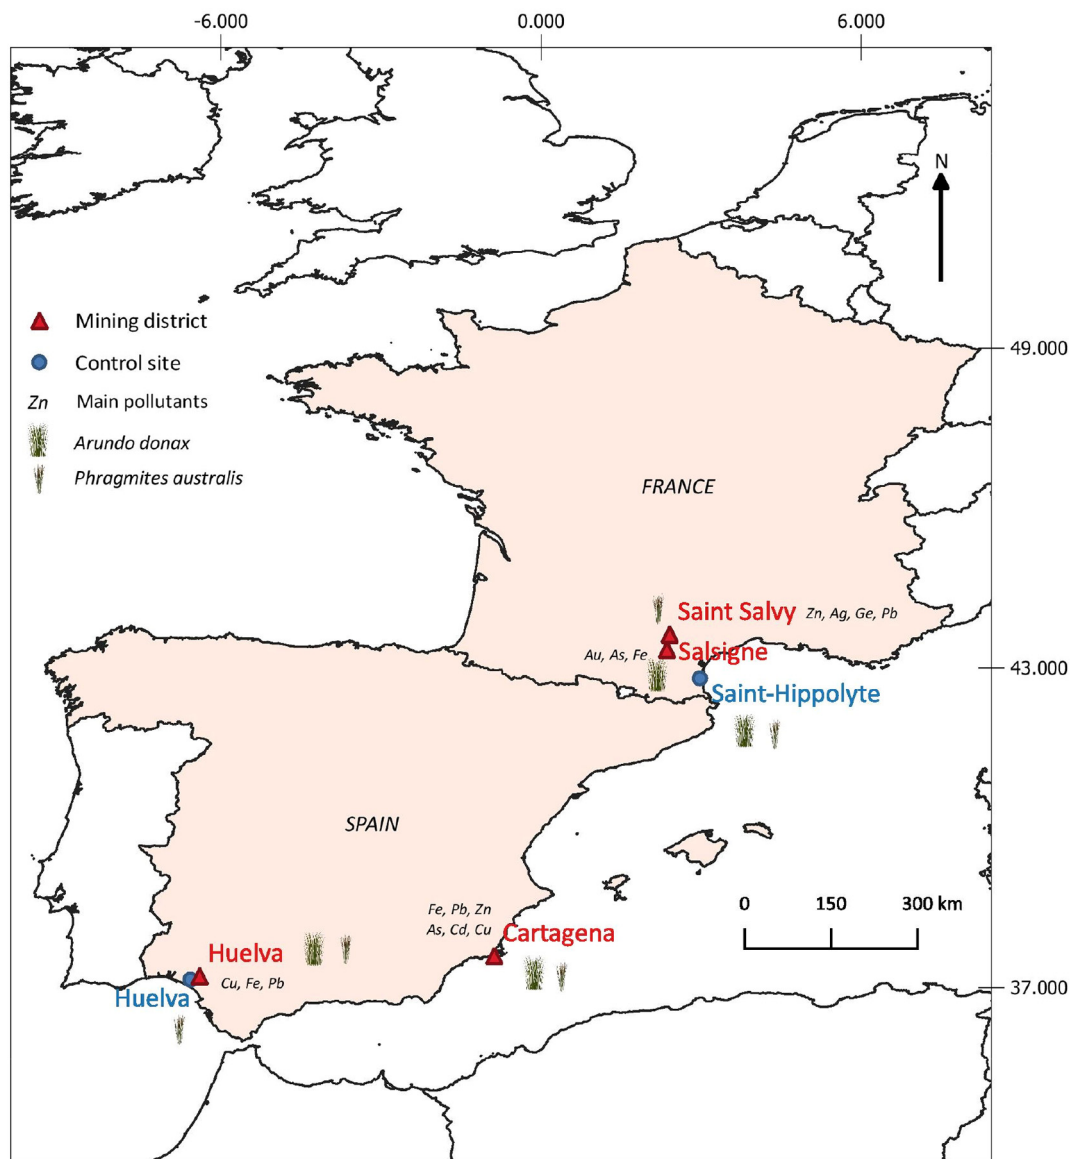 -6.000 0.000 6.000
N
Mining district
Control site
Zn Main pollutants
Arundo donax
Phragmites australis
49.000
FRANCE
Saint Salvy Zn, Ag, Ge, Pb
Au, As, Fe Salsigne
43.000
Saint-Hippolyte
SPAIN
0 150 300 km
Fe, Pb, Zn
As, Cd, Cu
Cartagena
Huelva
Cu, Fe, Pb
37.000
Huelva